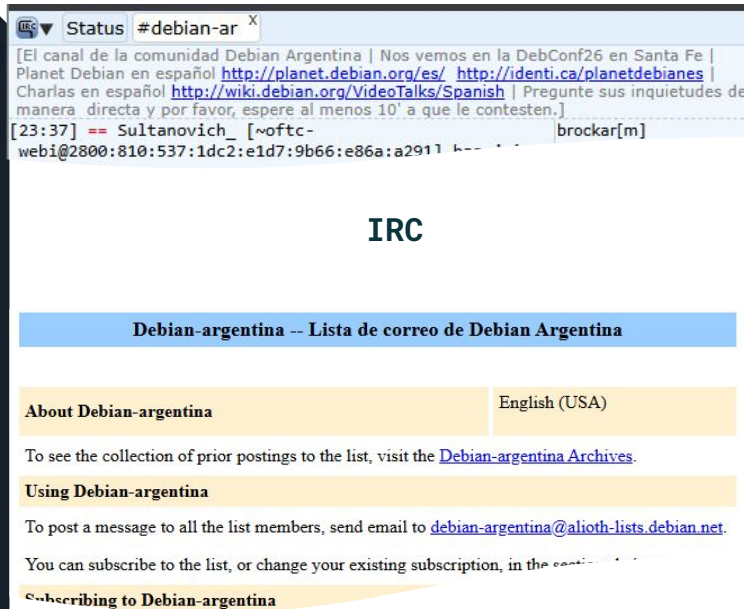 Status #debian-ar X
[El canal de la comunidad Debian Argentina | Nos vemos en la DebConf26 en Santa Fe |
Planet Debian en español http://planet.debian.org/es/ http://identi.ca/planetdebianes |
Charlas en español http://wiki.debian.org/VideoTalks/Spanish | Pregunte sus inquietudes de
manera directa y por favor, espere al menos 10' a que le contesten.]
[23:37] == Sultanovich_ [~oftc-
brockar[m]
webi@2800:810:537:1dc2:e1d7:9b66:e86a:a291]
IRC
Debian-argentina -- Lista de correo de Debian Argentina
About Debian-argentina
English (USA)
To see the collection of prior postings to the list, visit the Debian-argentina Archives.
Using Debian-argentina
To post a message to all the list members, send email to debian-argentina@alioth-lists.debian.net.
You can subscribe to the list, or change your existing subscription, in the
Subscribing to Debian-argentina